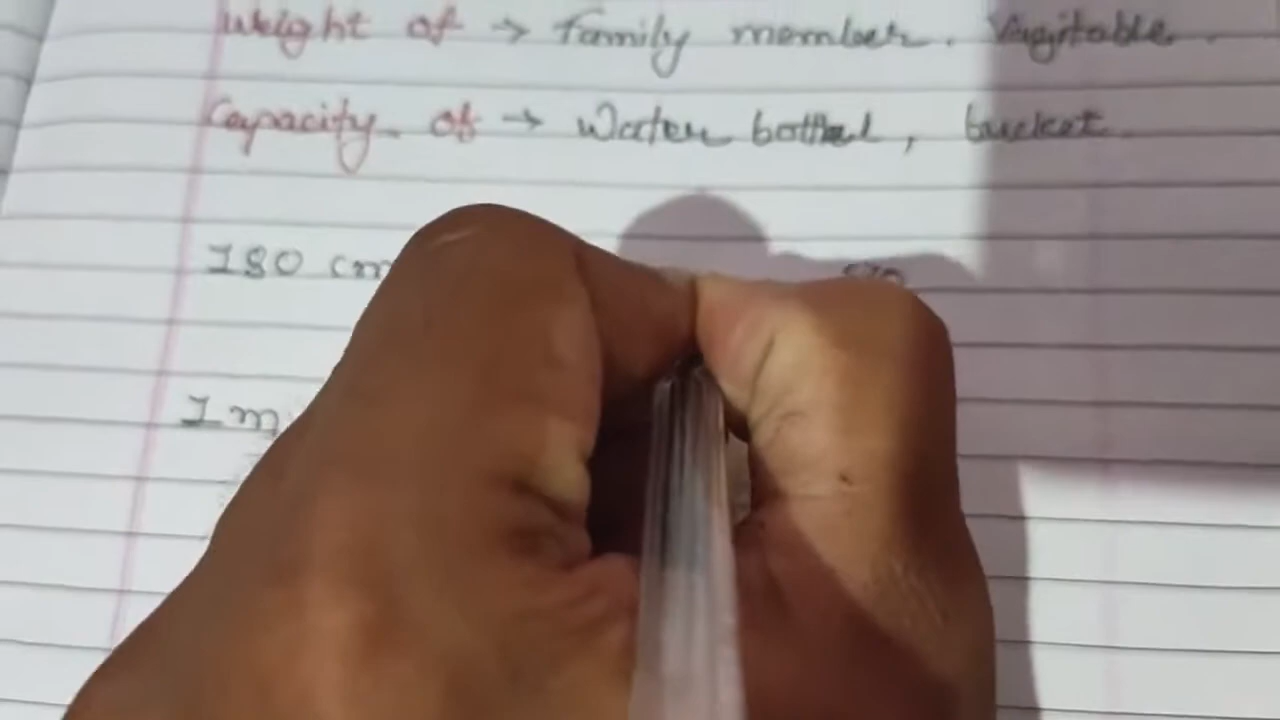 Weight of → Family member. Vegitable.
Capacity of → Water bottel, bucket
180 cm
1 m